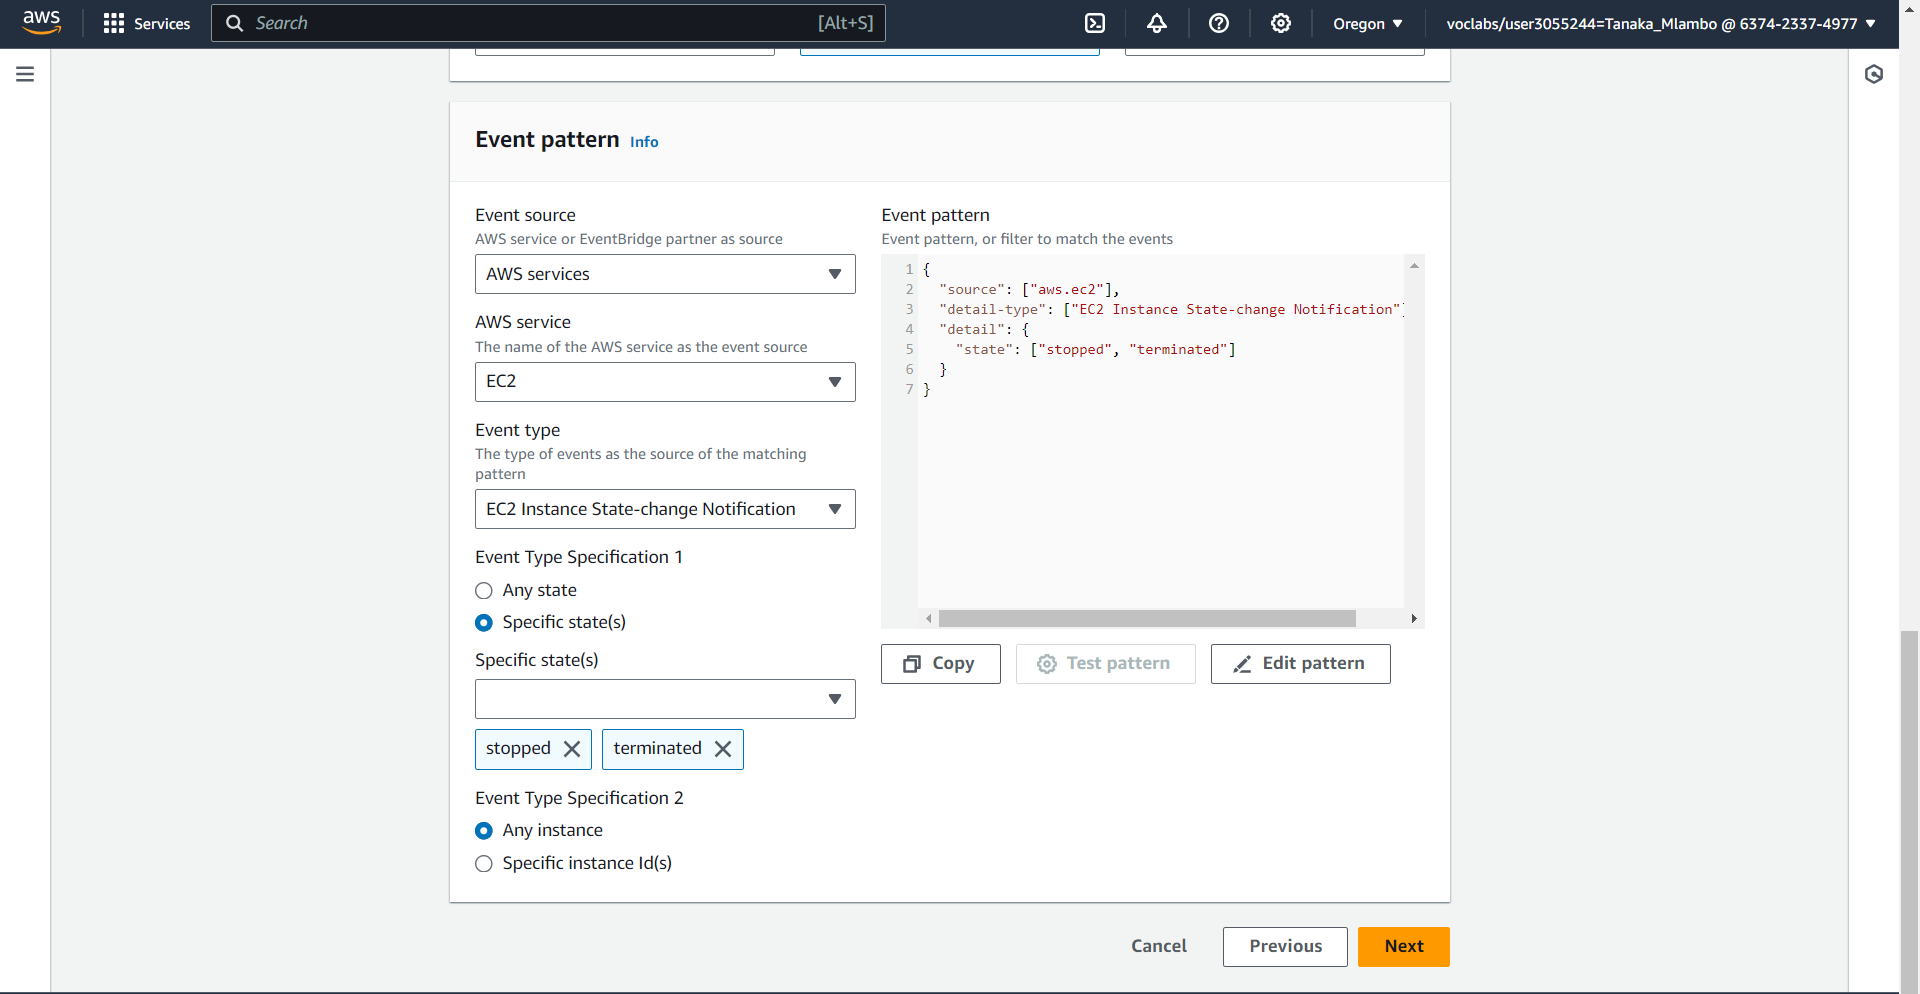 aws
Services
Search
[Alt+S]
Oregon
voclabs/user3055244=Tanaka_Mlambo @ 6374-2337-4977
Event pattern Info
Event source
AWS service or EventBridge partner as source
AWS services
AWS service
The name of the AWS service as the event source
EC2
Event type
The type of events as the source of the matching
pattern
EC2 Instance State-change Notification
Event Type Specification 1
Any state
Specific state(s)
Specific state(s)
stopped
terminated
Event Type Specification 2
Any instance
Specific instance Id(s)
Event pattern
Event pattern, or filter to match the events
1 {
2 "source": ["aws.ec2"],
3 "detail-type": ["EC2 Instance State-change Notification"]
4 "detail": {
5 "state": ["stopped", "terminated"]
6 }
7 }
Copy
Test pattern
Edit pattern
Cancel
Previous
Next